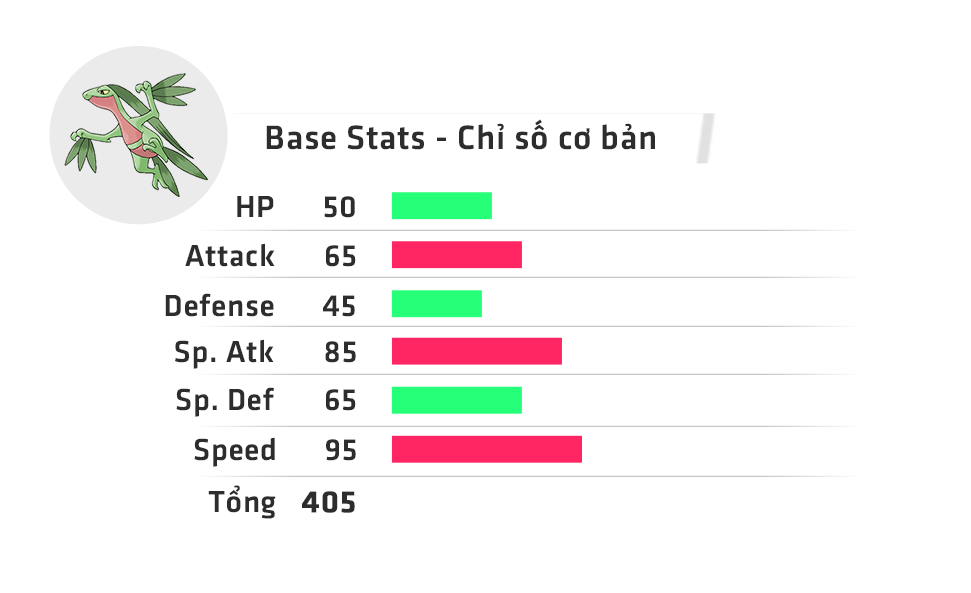 Base Stats - Chỉ số cơ bản
HP 50
Attack 65
Defense 45
Sp. Atk 85
Sp. Def 65
Speed 95
Tổng 405